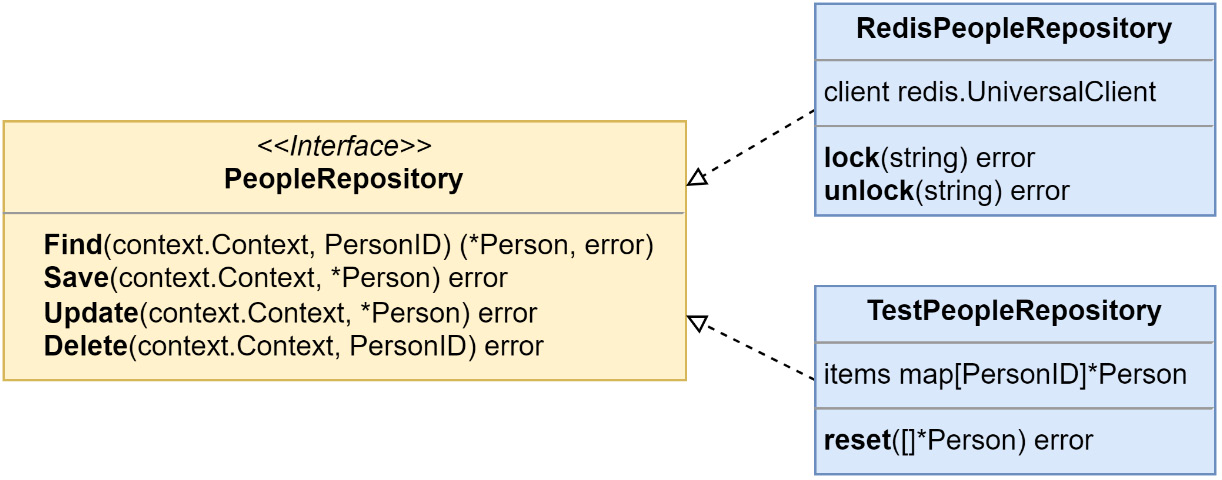 <<Interface>>
PeopleRepository
Find(context.Context, PersonID) (*Person, error)
Save(context.Context, *Person) error
Update(context.Context, *Person) error
Delete(context.Context, PersonID) error
RedisPeopleRepository
client redis.UniversalClient
lock(string) error
unlock(string) error
TestPeopleRepository
items map[PersonID]*Person
reset([]*Person) error